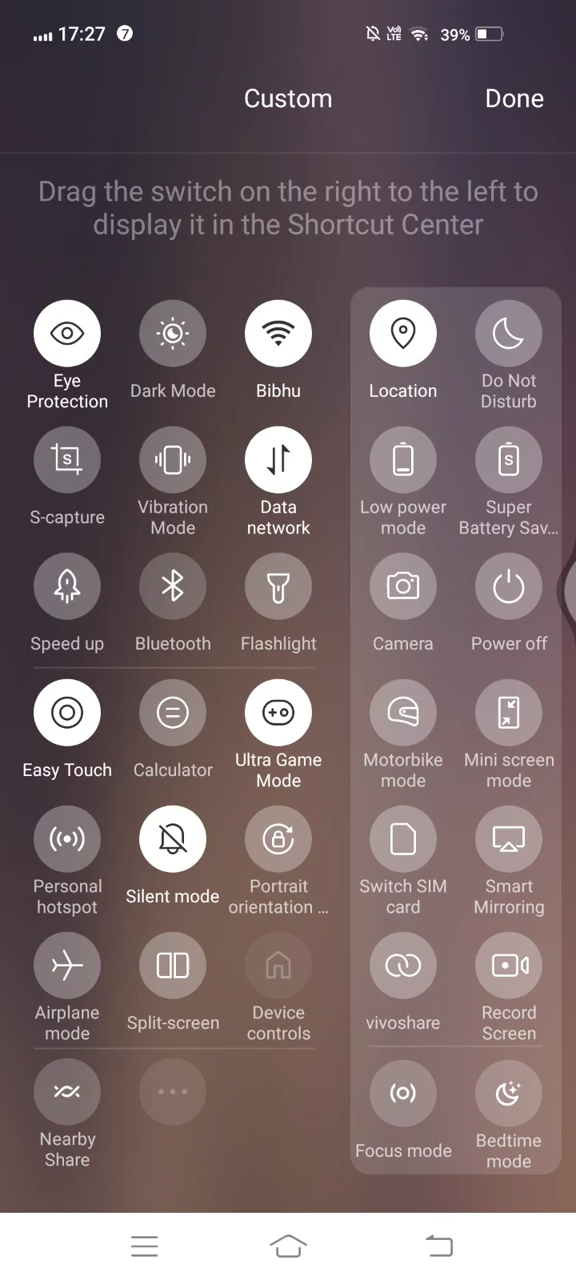 17:27 7 VoI) LTE 39%
Custom Done
Drag the switch on the right to the left to
display it in the Shortcut Center
Eye
Protection
Dark Mode
Bibhu
Location
Do Not
Disturb
S
S-capture
Vibration
Mode
Data
network
Low power
mode
S
Super
Battery Sav...
Speed up
Bluetooth
Flashlight
Camera
Power off
Easy Touch
Calculator
Ultra Game
Mode
Motorbike
mode
Mini screen
mode
Personal
hotspot
Silent mode
Portrait
orientation ...
Switch SIM
card
Smart
Mirroring
Airplane
mode
Split-screen
Device
controls
vivoshare
Record
Screen
Nearby
Share
Focus mode
Bedtime
mode